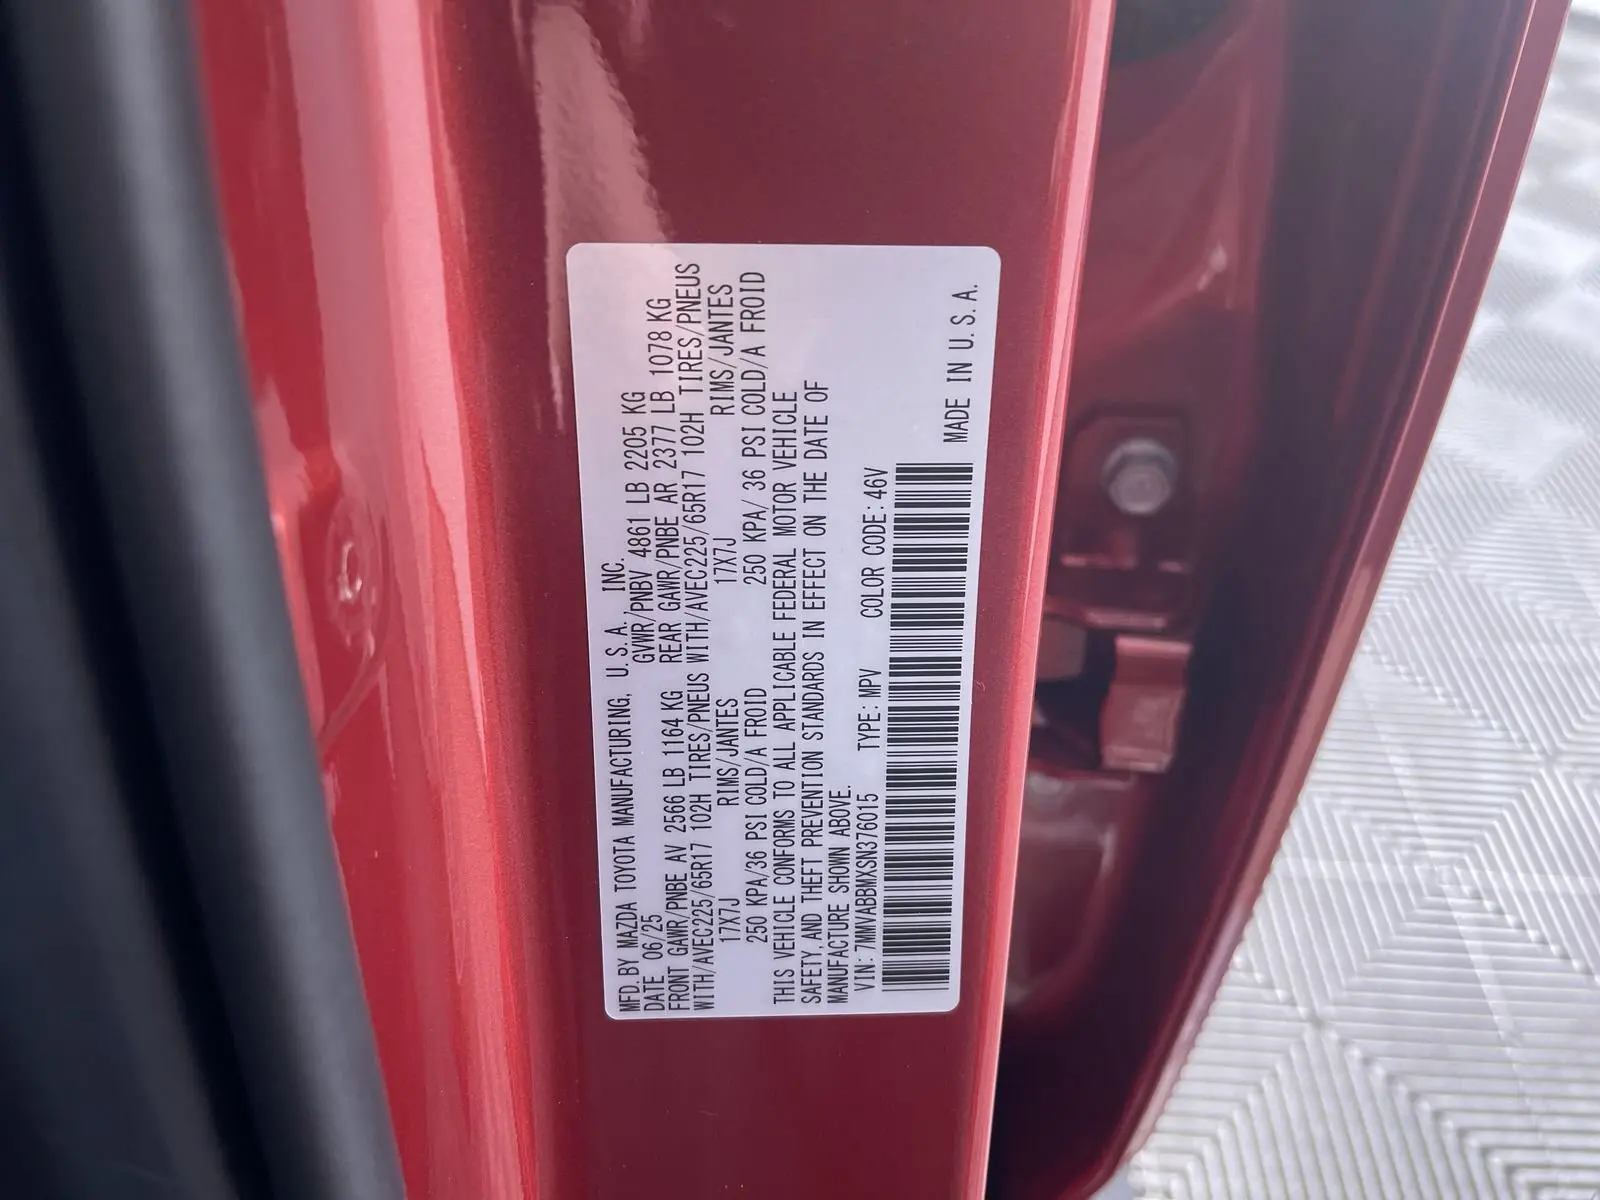 MFD. BY MAZDA TOYOTA MANUFACTURING, U. S. A., INC.
DATE 06/25 GVWR/PNBV 4861 LB 2205 KG
FRONT GAWR/PNBE AV 2566 LB 1164 KG REAR GAWR/PNBE AR 2377 LB 1078 KG
WITH/AVEC225/65R17 102H TIRES/PNEUS WITH/AVEC225/65R17 102H TIRES/PNEUS
17X7J RIMS/JANTES 17X7J RIMS/JANTES
250 KPA/36 PSI COLD/A FROID 250 KPA/ 36 PSI COLD/A FROID
THIS VEHICLE CONFORMS TO ALL APPLICABLE FEDERAL MOTOR VEHICLE
SAFETY, AND THEFT PREVENTION STANDARDS IN EFFECT ON THE DATE OF
MANUFACTURE SHOWN ABOVE.
VIN: 7MMVABBMXSN376015 TYPE: MPV COLOR CODE: 46V
MADE IN U. S. A.